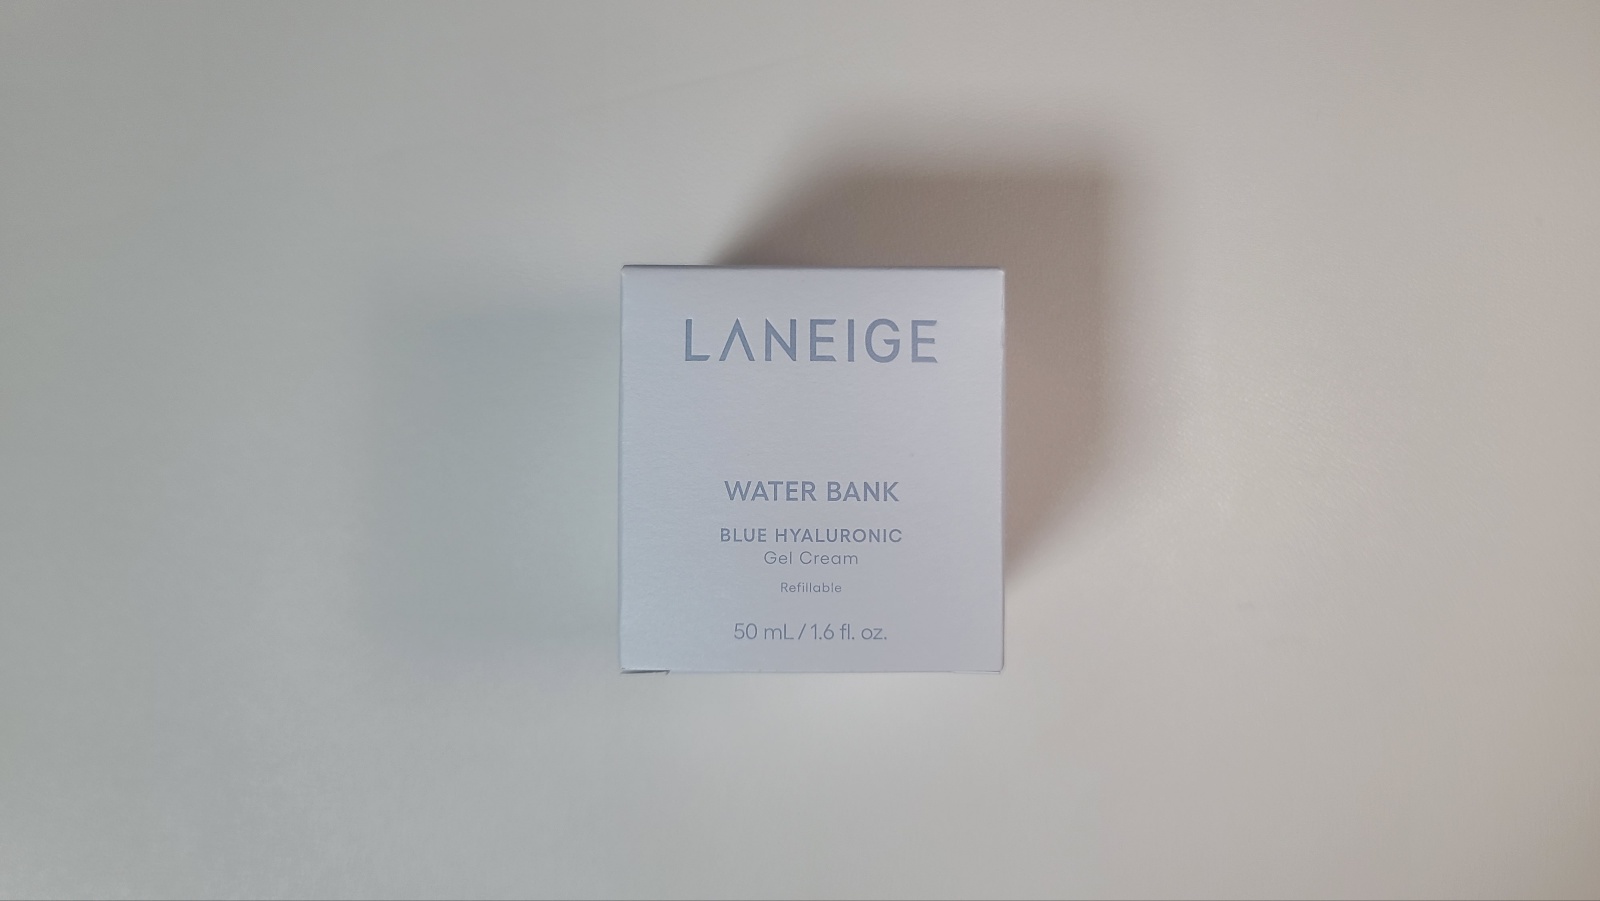 LANEIGE
WATER BANK
BLUE HYALURONIC
Gel Cream
Refillable
50 mL / 1.6 fl. oz.